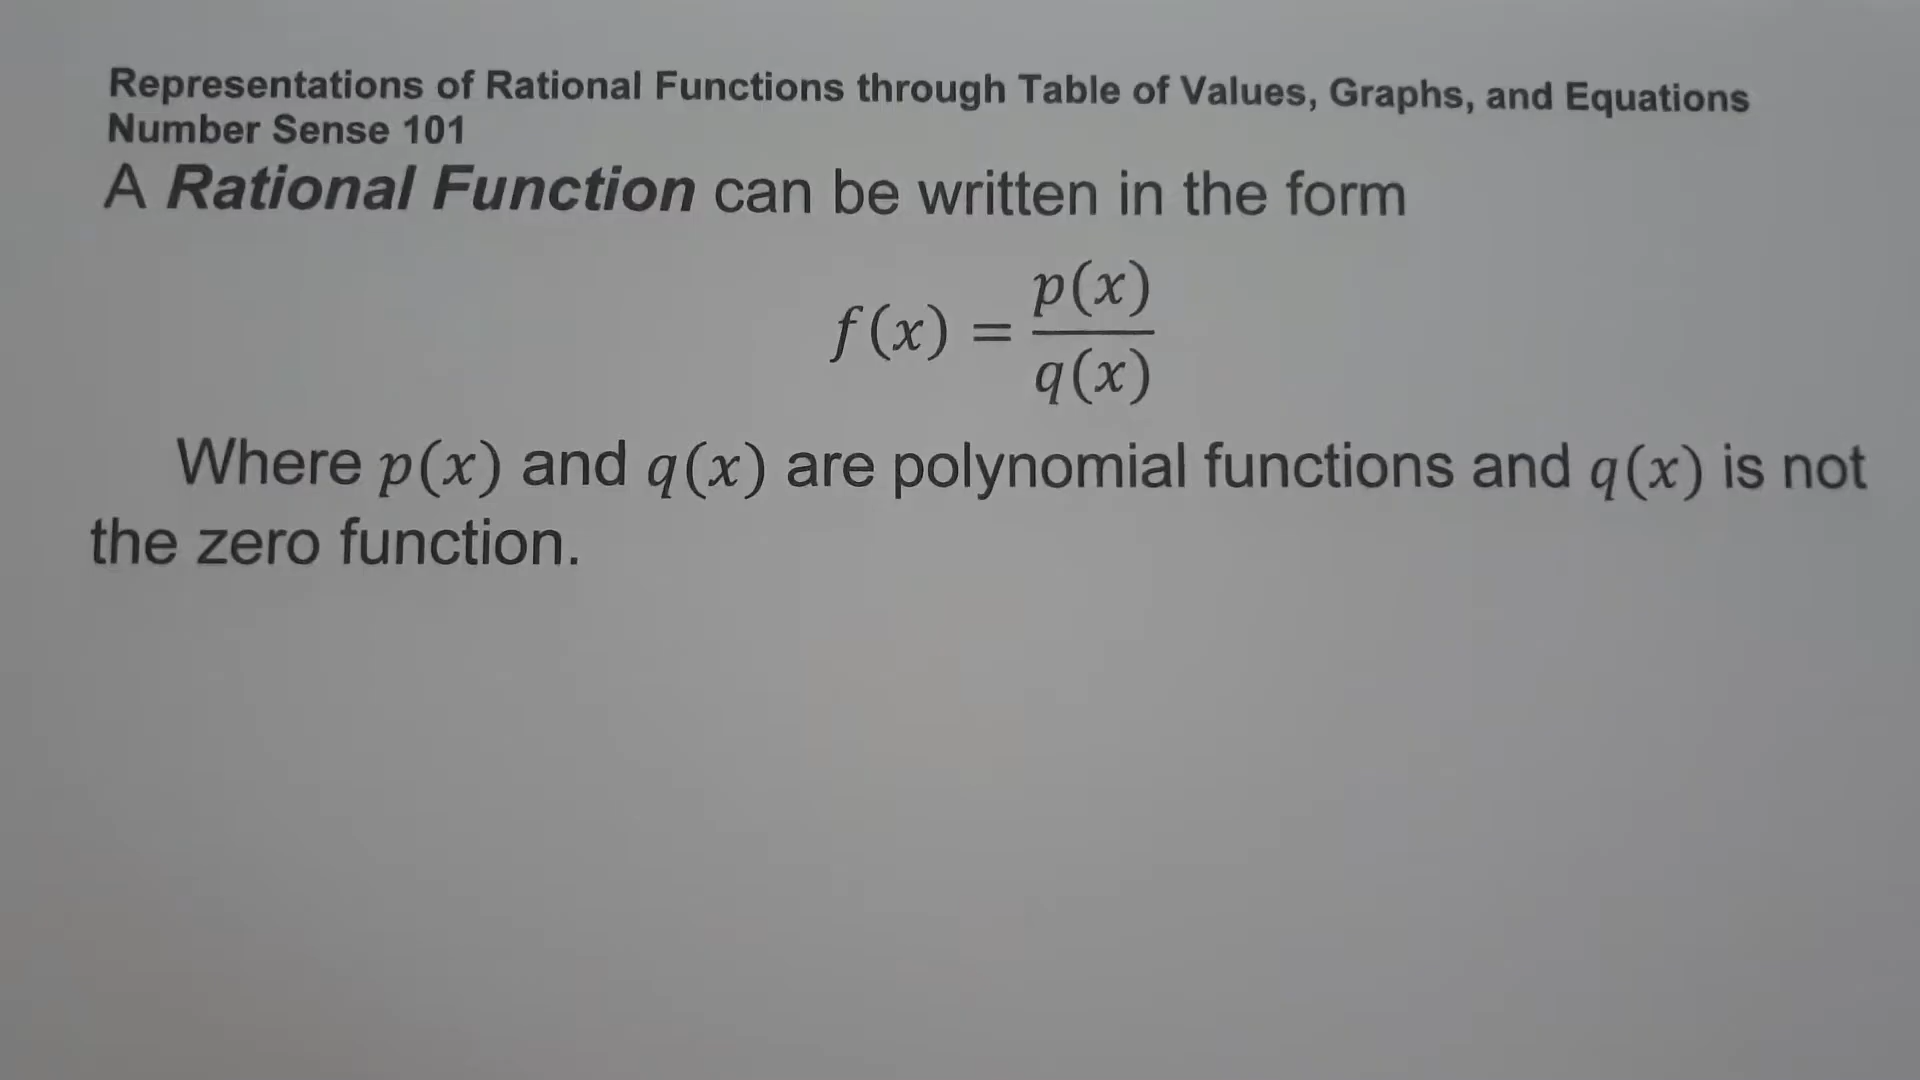 Representations of Rational Functions through Table of Values, Graphs, and Equations
Number Sense 101
A Rational Function can be written in the form
f(x) = p(x)/q(x)
Where p(x) and q(x) are polynomial functions and q(x) is not
the zero function.